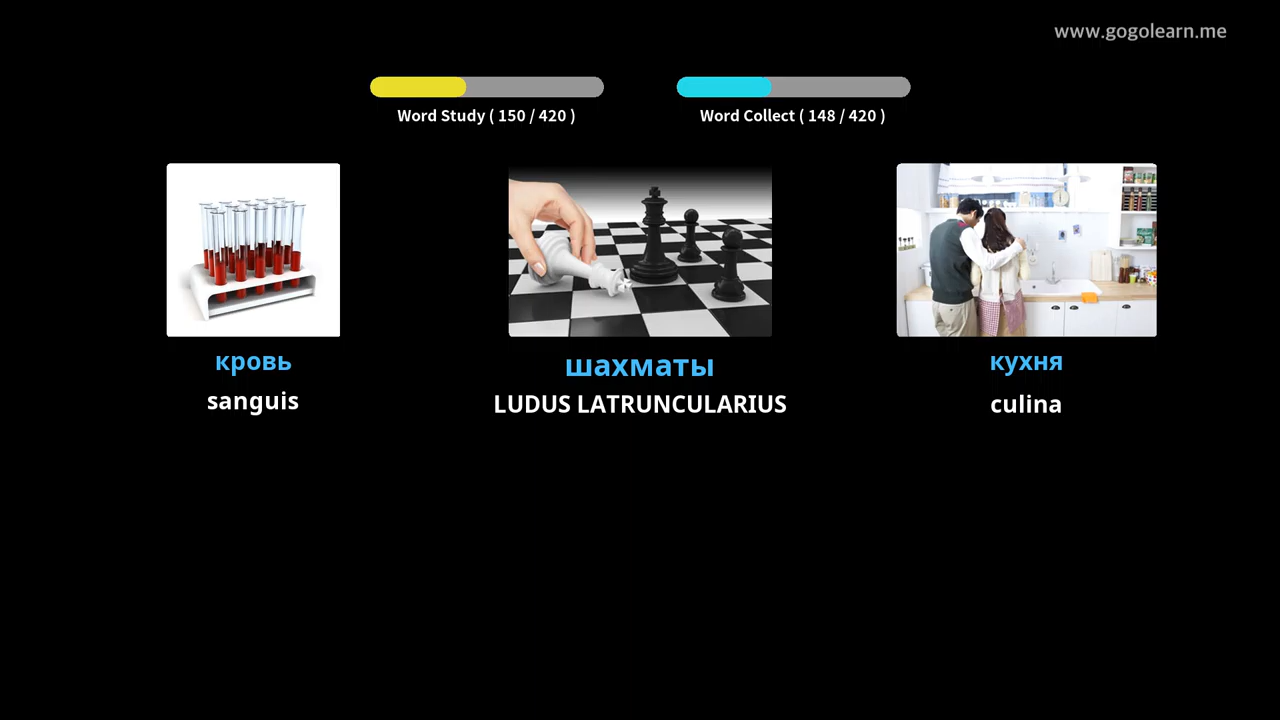 www.gogolearn.me
Word Study ( 150 / 420 )
Word Collect ( 148 / 420 )
кровь
шахматы
кухня
sanguis
LUDUS LATRUNCULARIUS
culina